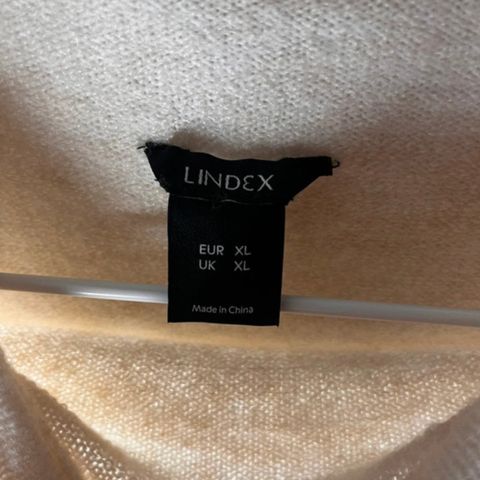 LINDEX
EUR XL
UK XL
Made in China